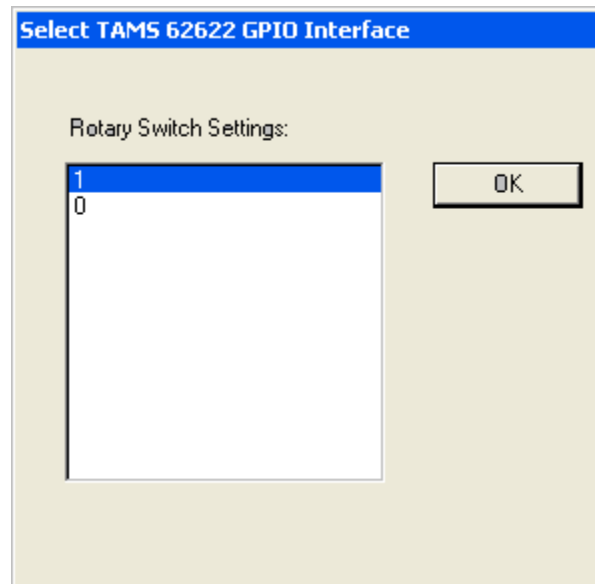 Select TAMS 62622 GPIO Interface
Rotary Switch Settings:
1
0
OK